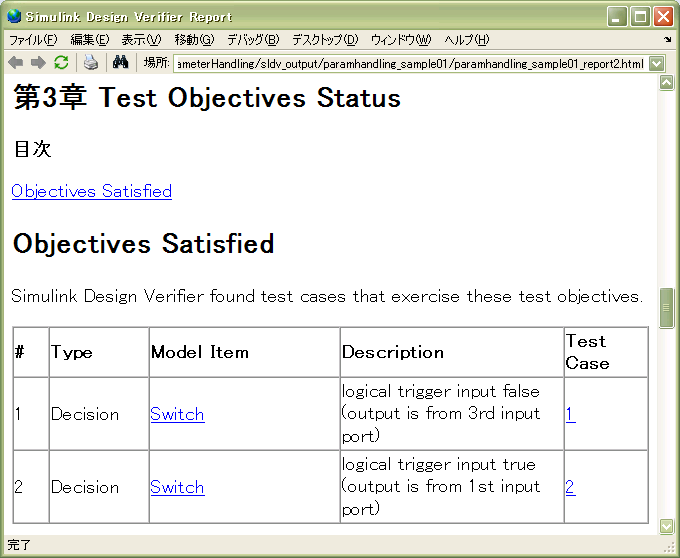 Simulink Design Verifier Report
ファイル(F) 編集(E) 表示(V) 移動(G) デバッグ(B) デスクトップ(D) ウィンドウ(W) ヘルプ(H)
場所: ameterHandling/sldv_output/paramhandling_sample01/paramhandling_sample01_report2.html
第3章 Test Objectives Status
目次
Objectives Satisfied
Objectives Satisfied
Simulink Design Verifier found test cases that exercise these test objectives.
# Type Model Item Description Test
Case
1 Decision Switch logical trigger input false
(output is from 3rd input
port) 1
2 Decision Switch logical trigger input true
(output is from 1st input
port) 2
完了